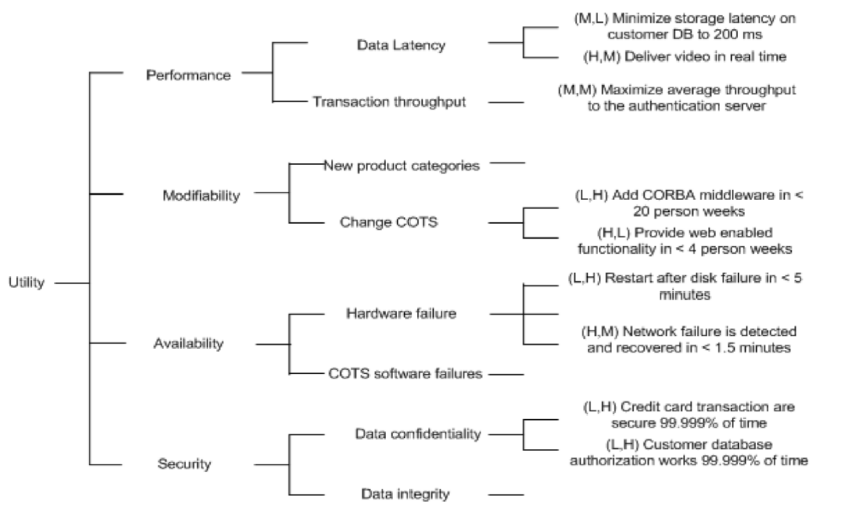 (M,L) Minimize storage latency on
customer DB to 200 ms
Data Latency
(H,M) Deliver video in real time
Performance
(M,M) Maximize average throughput
to the authentication server
Transaction throughput
New product categories
Modifiability
(L,H) Add CORBA middleware in <
20 person weeks
Change COTS
(H,L) Provide web enabled
functionality in < 4 person weeks
Utility
(L,H) Restart after disk failure in < 5
minutes
Hardware failure
(H,M) Network failure is detected
and recovered in < 1.5 minutes
Availability
COTS software failures
(L,H) Credit card transaction are
secure 99.999% of time
Data confidentiality
(L,H) Customer database
authorization works 99.999% of time
Security
Data integrity